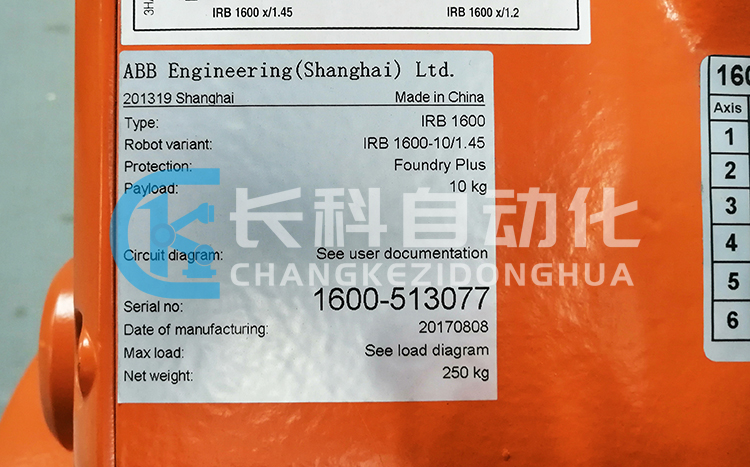 3HA
IRB 1600 x/1.45 IRB 1600 x/1.2
ABB Engineering(Shanghai) Ltd.
201319 Shanghai Made in China
Type: IRB 1600
Robot variant: IRB 1600-10/1.45
Protection: Foundry Plus
Payload: 10 kg
长科自动化
Circuit diagram: See user documentation
CHANGKEZIDONGHUA
Serial no: 1600-513077
Date of manufacturing: 20170808
Max load: See load diagram
Net weight: 250 kg
160
Axis
1
2
3
4
5
6